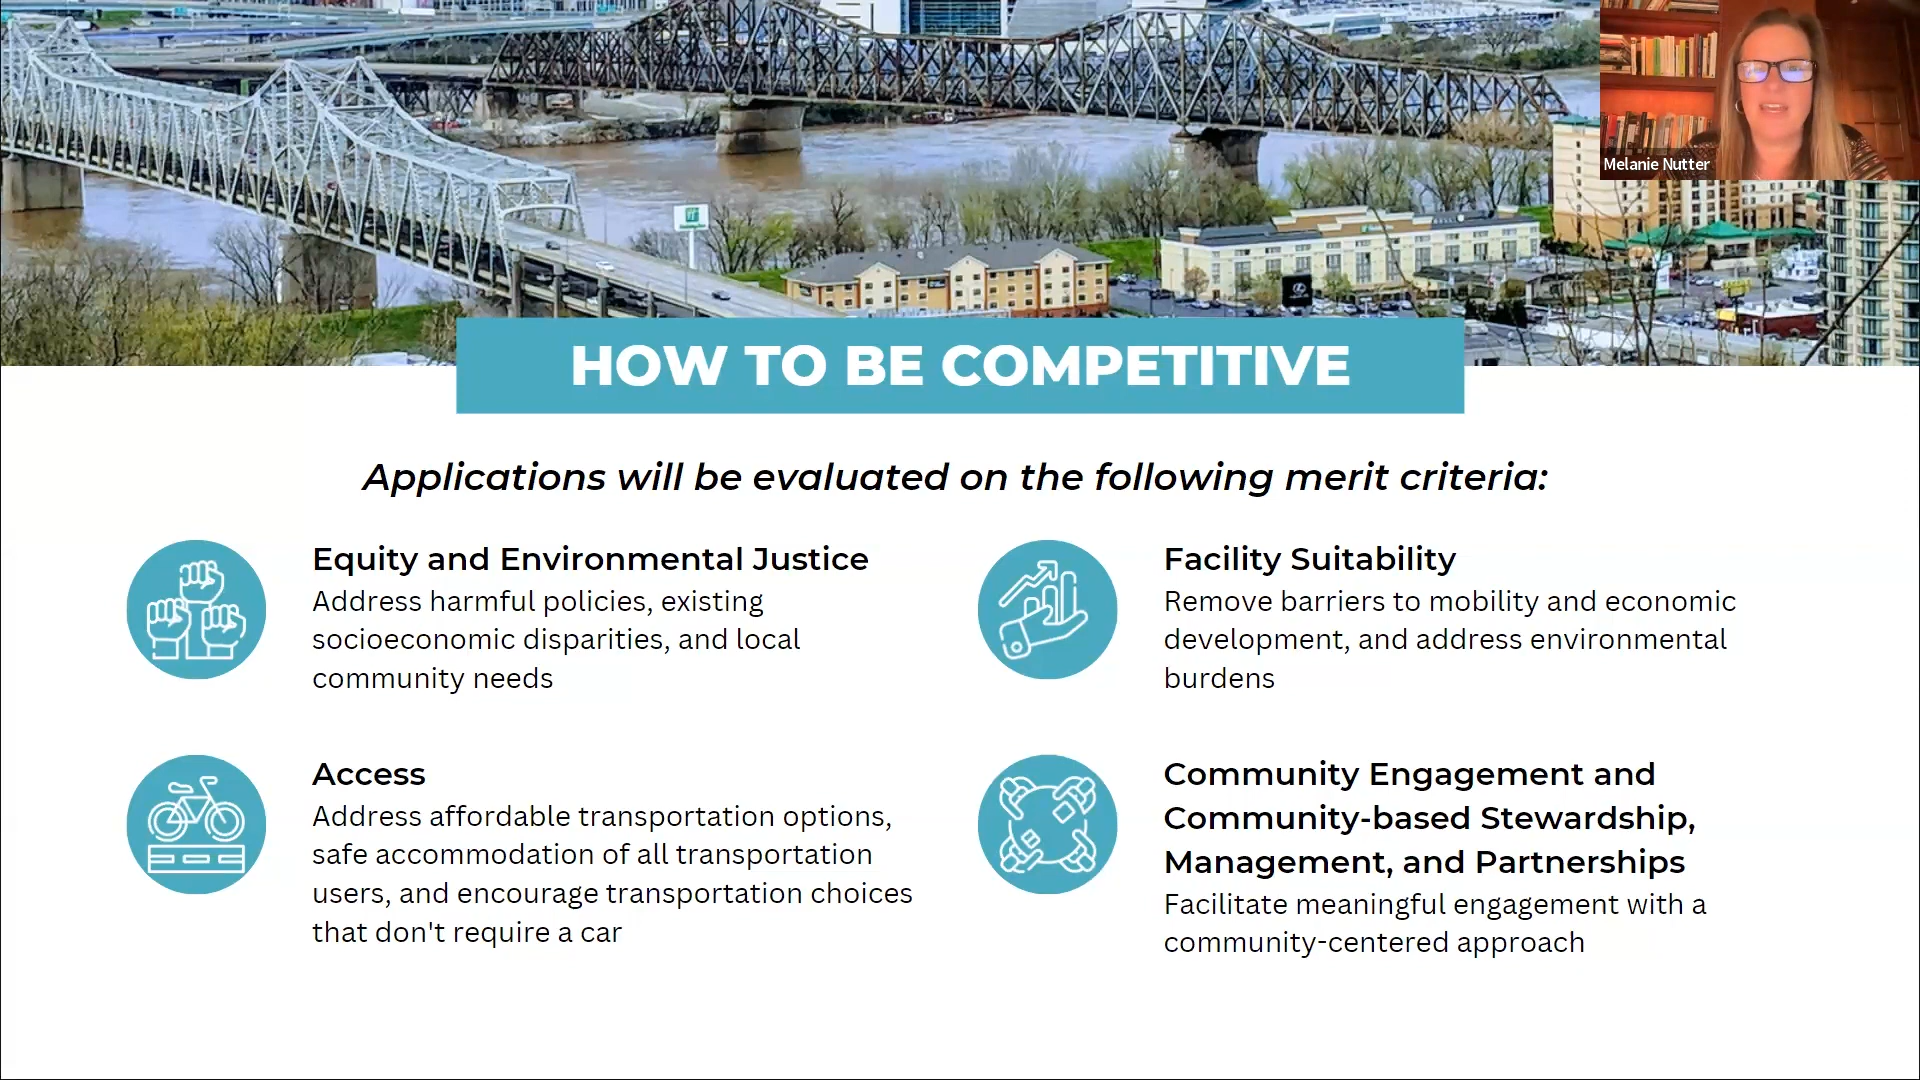 Melanie Nutter
HOW TO BE COMPETITIVE
Applications will be evaluated on the following merit criteria:
Equity and Environmental Justice
Address harmful policies, existing
socioeconomic disparities, and local
community needs
Facility Suitability
Remove barriers to mobility and economic
development, and address environmental
burdens
Access
Address affordable transportation options,
safe accommodation of all transportation
users, and encourage transportation choices
that don't require a car
Community Engagement and
Community-based Stewardship,
Management, and Partnerships
Facilitate meaningful engagement with a
community-centered approach